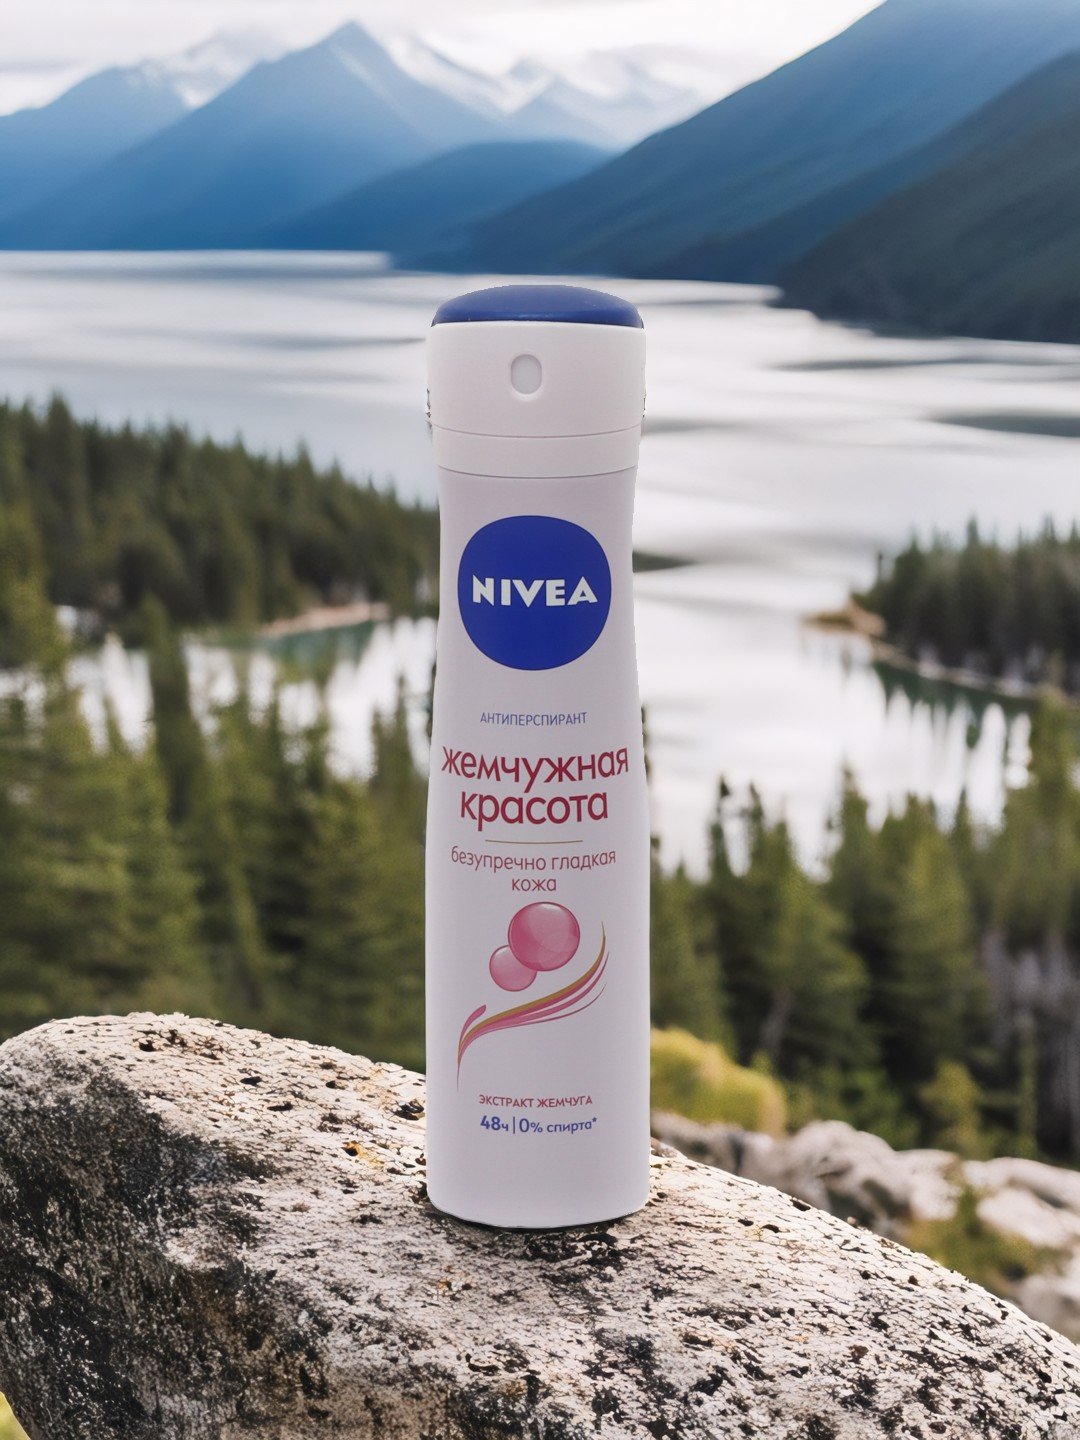 NIVEA
АНТИПЕРСПИРАНТ
жемчужная
красота
безупречно гладкая
кожа
ЭКСТРАКТ ЖЕМЧУГА
48ч|0% спирта*